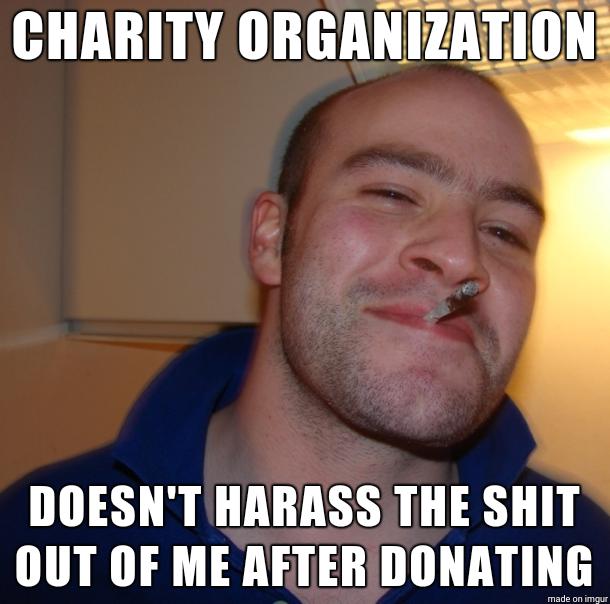 CHARITY ORGANIZATION
DOESN'T HARASS THE SHIT
OUT OF ME AFTER DONATING
made on imgur